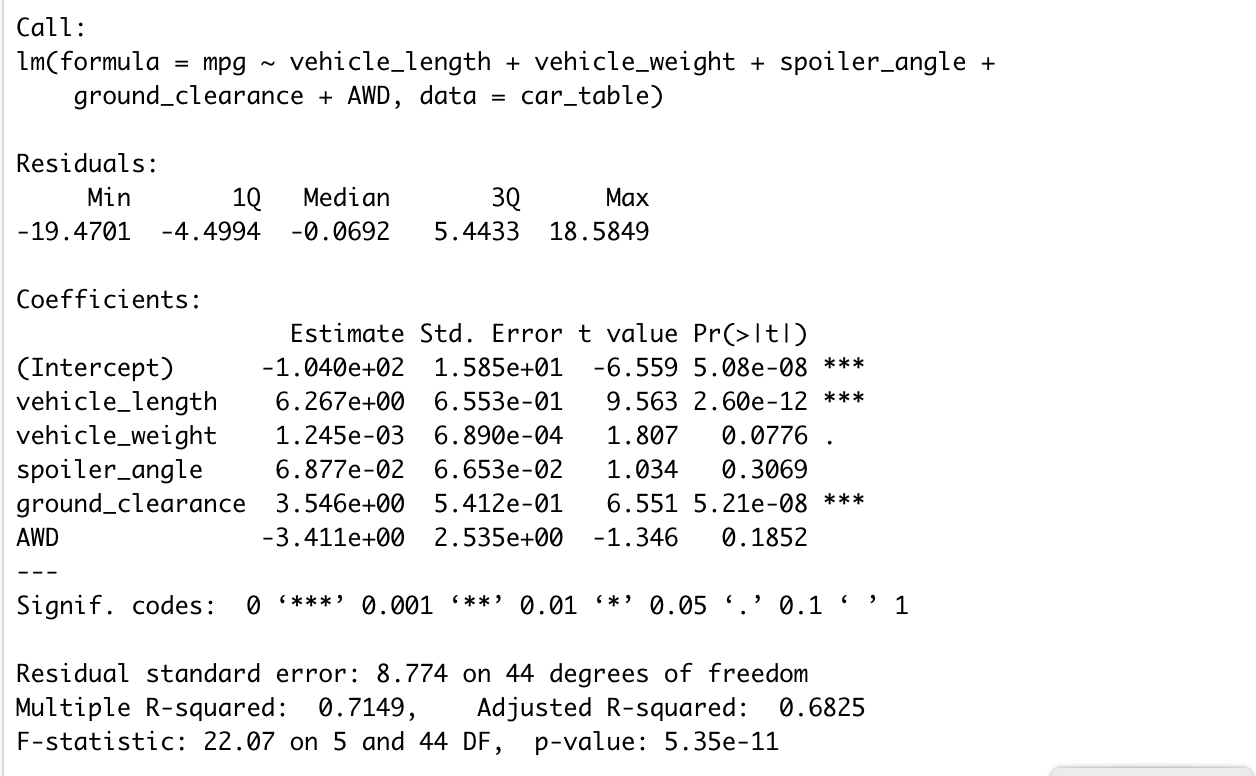 Call:
lm(formula = mpg ~ vehicle_length + vehicle_weight + spoiler_angle +
    ground_clearance + AWD, data = car_table)

Residuals:
     Min       1Q   Median       3Q      Max
-19.4701  -4.4994  -0.0692   5.4433  18.5849

Coefficients:
                   Estimate Std. Error t value Pr(>|t|)
(Intercept)      -1.040e+02  1.585e+01  -6.559 5.08e-08 ***
vehicle_length    6.267e+00  6.553e-01   9.563 2.60e-12 ***
vehicle_weight    1.245e-03  6.890e-04   1.807   0.0776 .
spoiler_angle     6.877e-02  6.653e-02   1.034   0.3069
ground_clearance  3.546e+00  5.412e-01   6.551 5.21e-08 ***
AWD              -3.411e+00  2.535e+00  -1.346   0.1852
---
Signif. codes:  0 ‘***’ 0.001 ‘**’ 0.01 ‘*’ 0.05 ‘.’ 0.1 ‘ ’ 1

Residual standard error: 8.774 on 44 degrees of freedom
Multiple R-squared:  0.7149,    Adjusted R-squared:  0.6825
F-statistic: 22.07 on 5 and 44 DF,  p-value: 5.35e-11